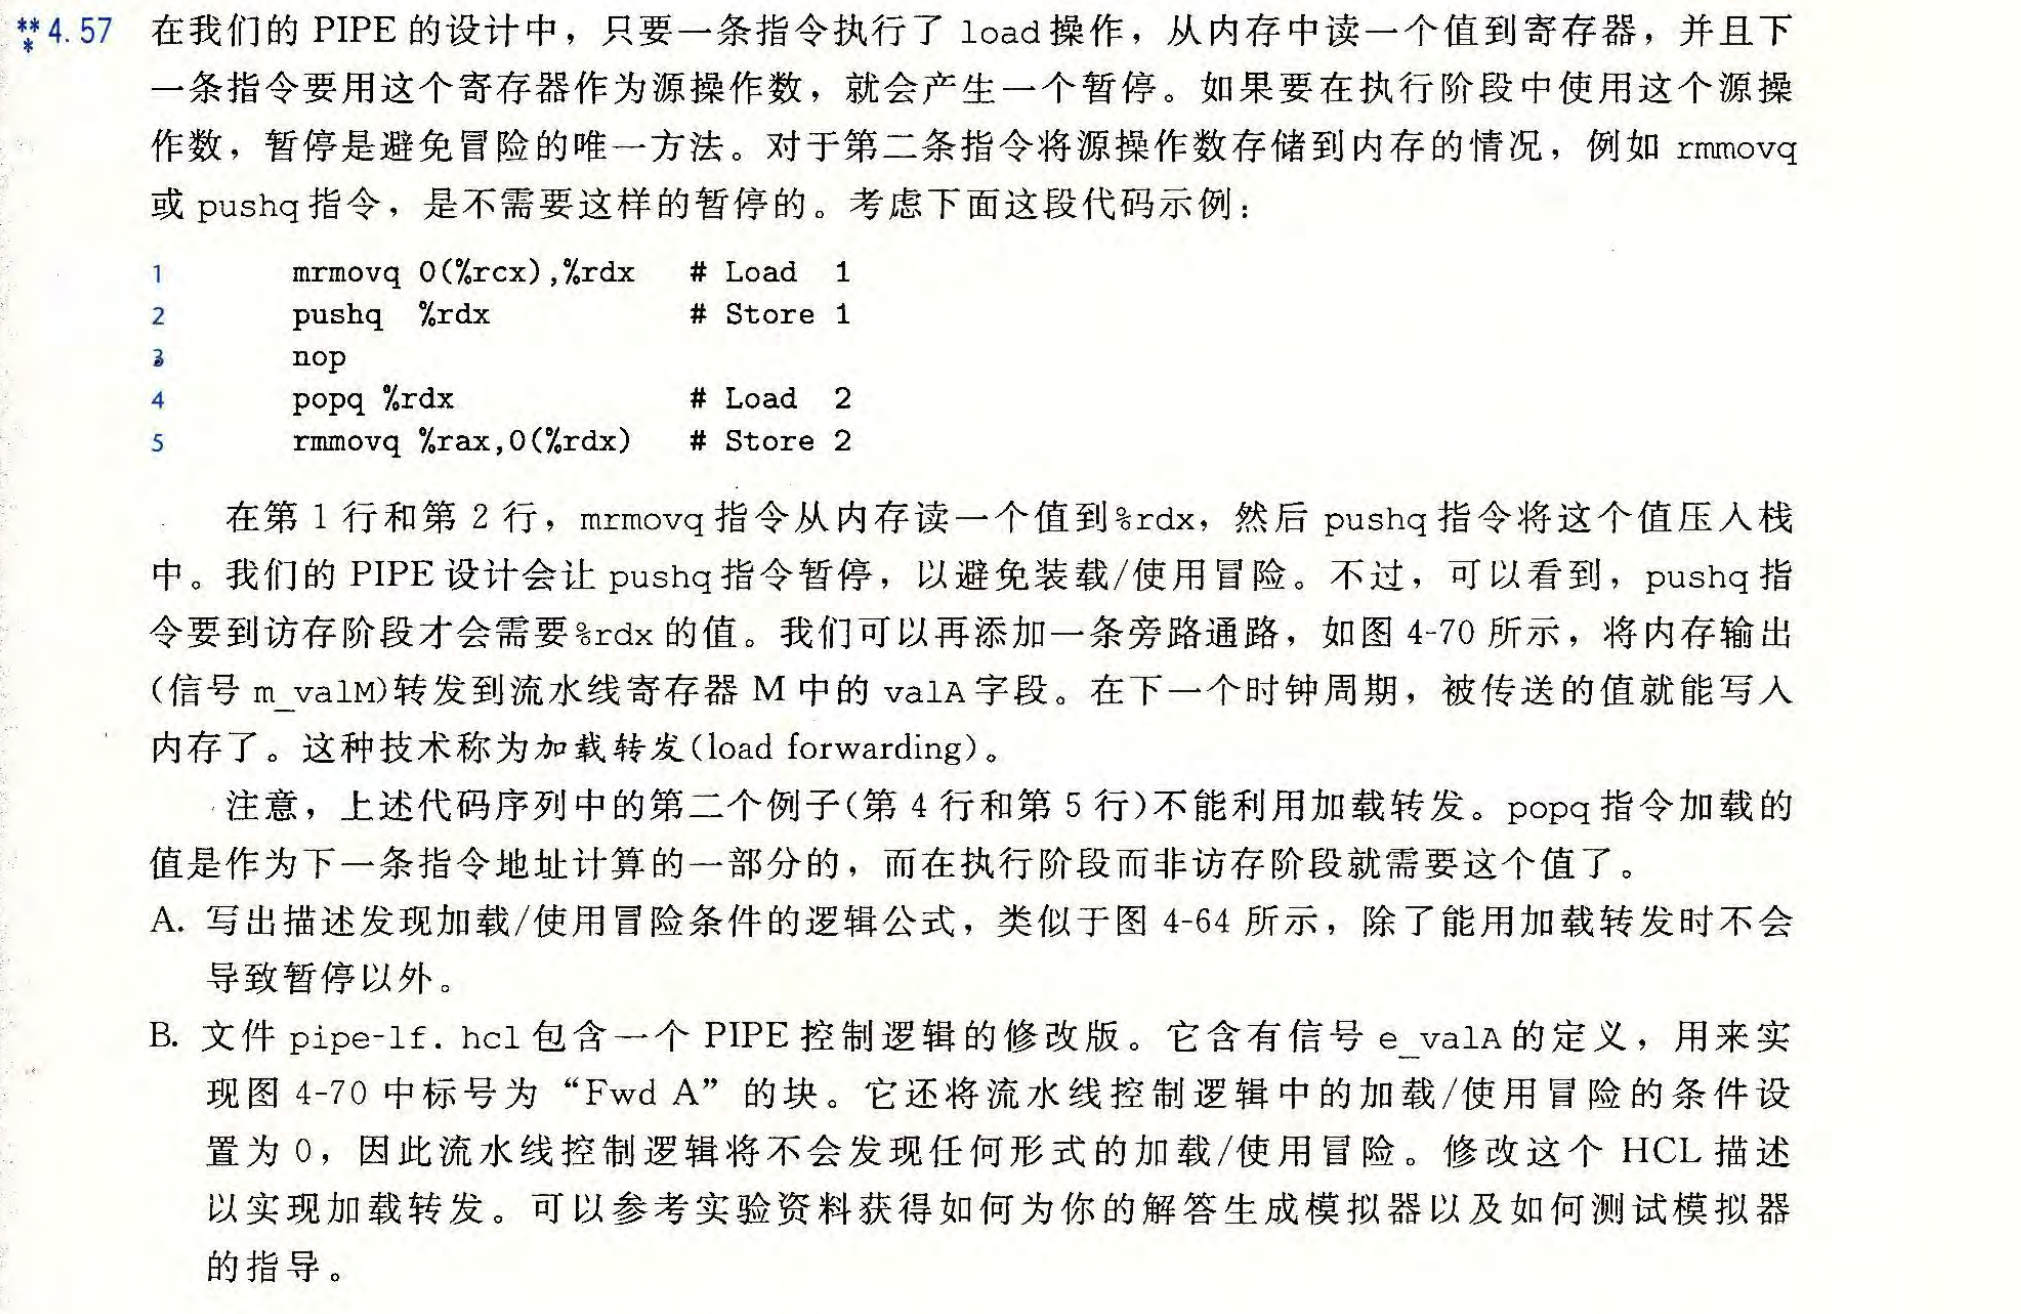 **4.57 在我们的 PIPE 的设计中，只要一条指令执行了 load操作，从内存中读一个值到寄存器，并且下
*
一条指令要用这个寄存器作为源操作数，就会产生一个暂停。如果要在执行阶段中使用这个源操
作数，暂停是避免冒险的唯一方法。对于第二条指令将源操作数存储到内存的情况，例如 rmmovq
或 pushq指令，是不需要这样的暂停的。考虑下面这段代码示例：
1 mrmovq 0(%rcx),%rdx # Load 1
2 pushq %rdx # Store 1
3 nop
4 popq %rdx # Load 2
5 rmmovq %rax,0(%rdx) # Store 2
在第 1 行和第 2 行，mrmovq 指令从内存读一个值到%rdx，然后 pushq 指令将这个值压入栈
中。我们的 PIPE 设计会让 pushq 指令暂停，以避免装载/使用冒险。不过，可以看到，pushq 指
令要到访存阶段才会需要%rdx 的值。我们可以再添加一条旁路通路，如图 4-70 所示，将内存输出
(信号 m_valM)转发到流水线寄存器 M 中的 valA 字段。在下一个时钟周期，被传送的值就能写入
内存了。这种技术称为加载转发(load forwarding)。
注意，上述代码序列中的第二个例子(第 4 行和第 5 行)不能利用加载转发。popq 指令加载的
值是作为下一条指令地址计算的一部分的，而在执行阶段而非访存阶段就需要这个值了。
A. 写出描述发现加载/使用冒险条件的逻辑公式，类似于图 4-64 所示，除了能用加载转发时不会
导致暂停以外。
B. 文件 pipe-lf.hcl 包含一个 PIPE 控制逻辑的修改版。它含有信号 e_valA 的定义，用来实
现图 4-70 中标号为“Fwd A”的块。它还将流水线控制逻辑中的加载/使用冒险的条件设
置为 0，因此流水线控制逻辑将不会发现任何形式的加载/使用冒险。修改这个 HCL 描述
以实现加载转发。可以参考实验资料获得如何为你的解答生成模拟器以及如何测试模拟器
的指导。